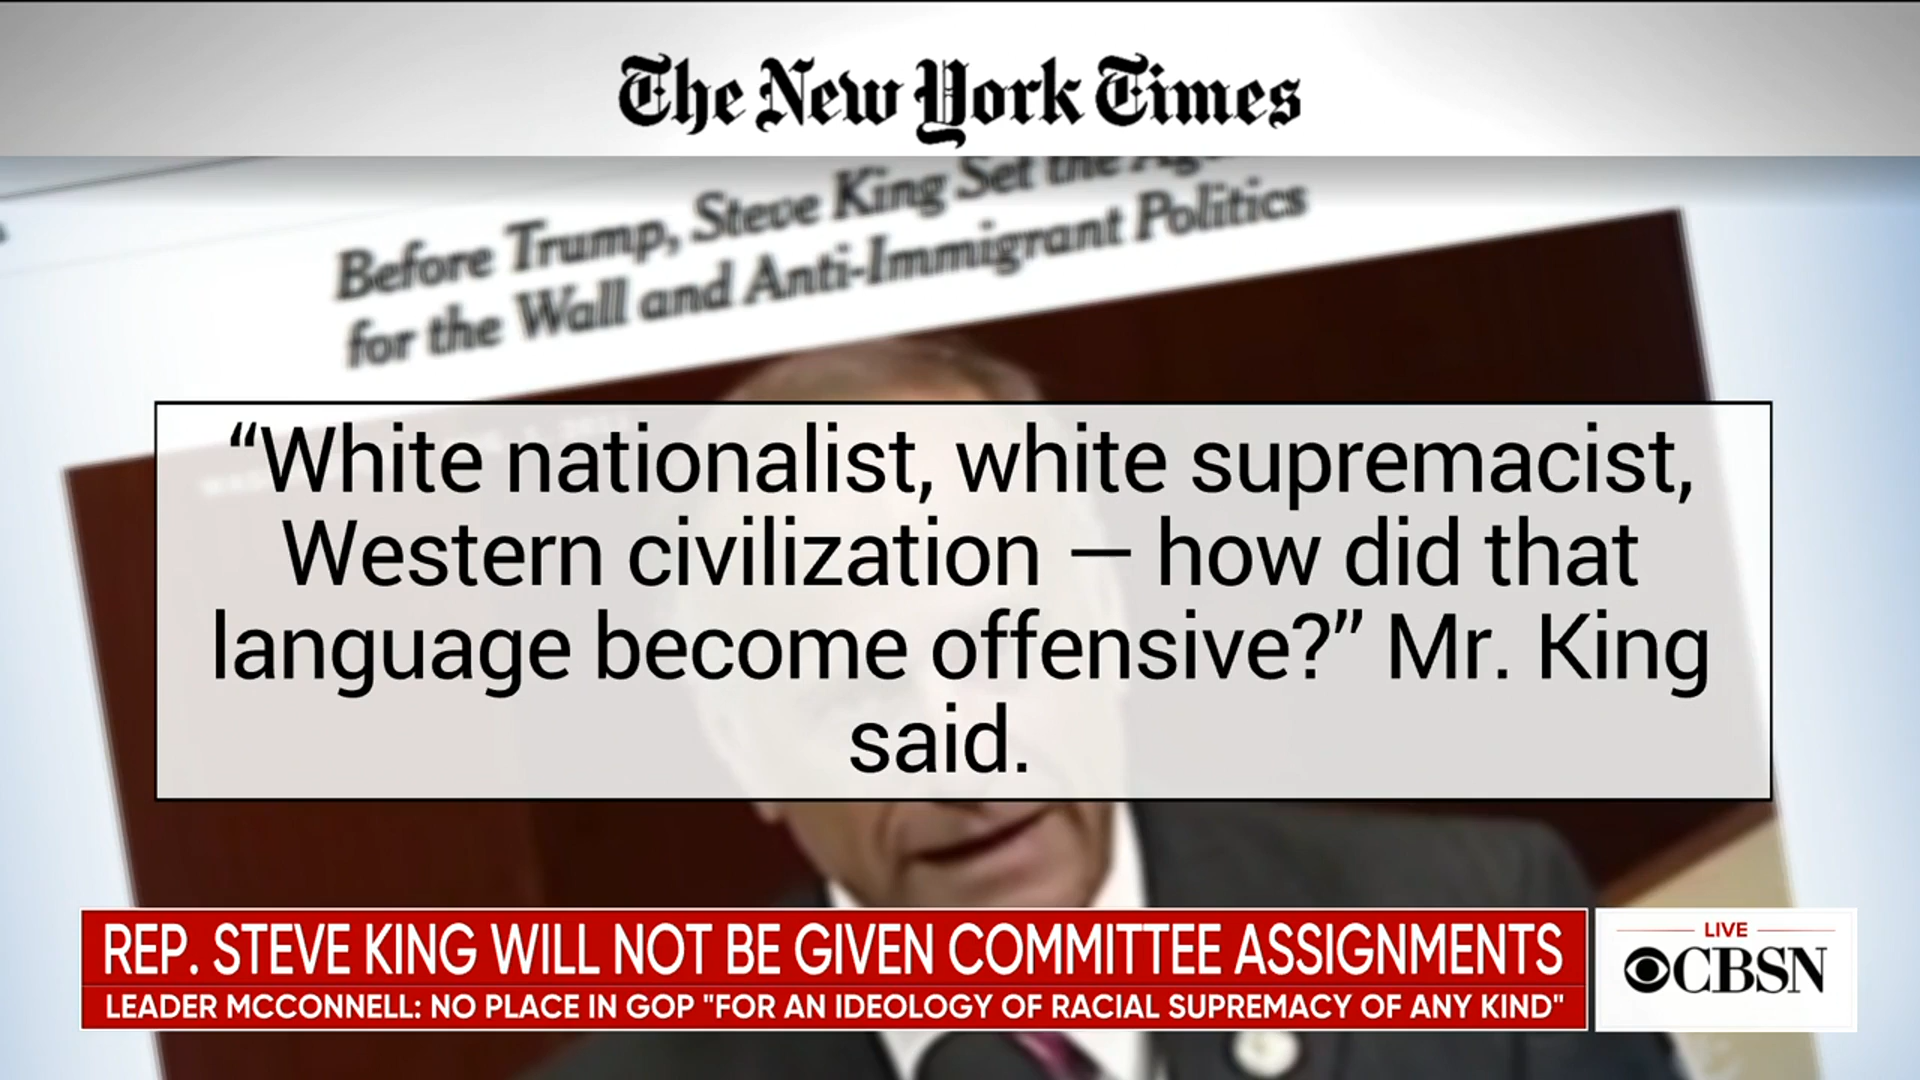 The New York Times
Before Trump, Steve King Set the
for the Wall and Anti-Immigrant Politics
“White nationalist, white supremacist,
Western civilization — how did that
language become offensive?” Mr. King
said.
REP. STEVE KING WILL NOT BE GIVEN COMMITTEE ASSIGNMENTS
LEADER MCCONNELL: NO PLACE IN GOP "FOR AN IDEOLOGY OF RACIAL SUPREMACY OF ANY KIND"
LIVE
CBSN